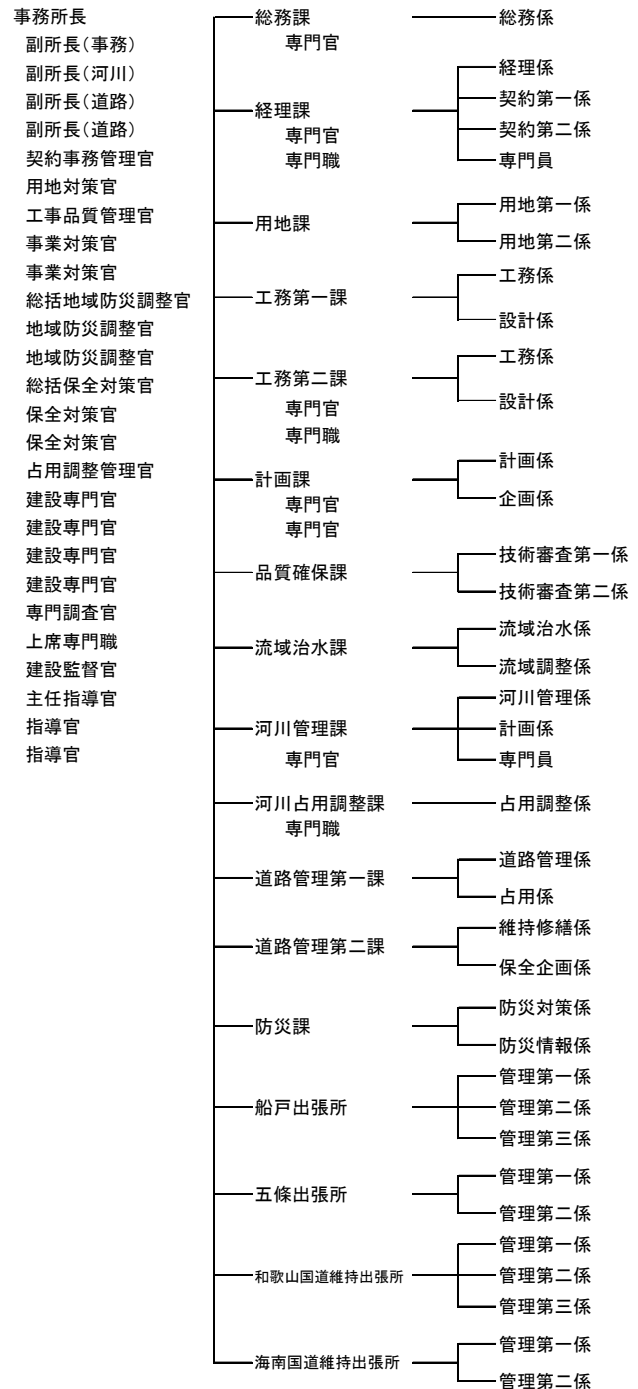 事務所長
副所長(事務)
副所長(河川)
副所長(道路)
副所長(道路)
契約事務管理官
用地対策官
工事品質管理官
事業対策官
事業対策官
総括地域防災調整官
地域防災調整官
地域防災調整官
総括保全対策官
保全対策官
保全対策官
占用調整管理官
建設専門官
建設専門官
建設専門官
建設専門官
専門調査官
上席専門職
建設監督官
主任指導官
指導官
指導官
総務課
専門官
総務係
経理課
専門官
専門職
経理係
契約第一係
契約第二係
専門員
用地課
用地第一係
用地第二係
工務第一課
工務係
設計係
工務第二課
専門官
専門職
工務係
設計係
計画課
専門官
専門官
計画係
企画係
品質確保課
技術審査第一係
技術審査第二係
流域治水課
流域治水係
流域調整係
河川管理課
専門官
河川管理係
計画係
専門員
河川占用調整課
専門職
占用調整係
道路管理第一課
道路管理係
占用係
道路管理第二課
維持修繕係
保全企画係
防災課
防災対策係
防災情報係
船戸出張所
管理第一係
管理第二係
管理第三係
五條出張所
管理第一係
管理第二係
和歌山国道維持出張所
管理第一係
管理第二係
管理第三係
海南国道維持出張所
管理第一係
管理第二係